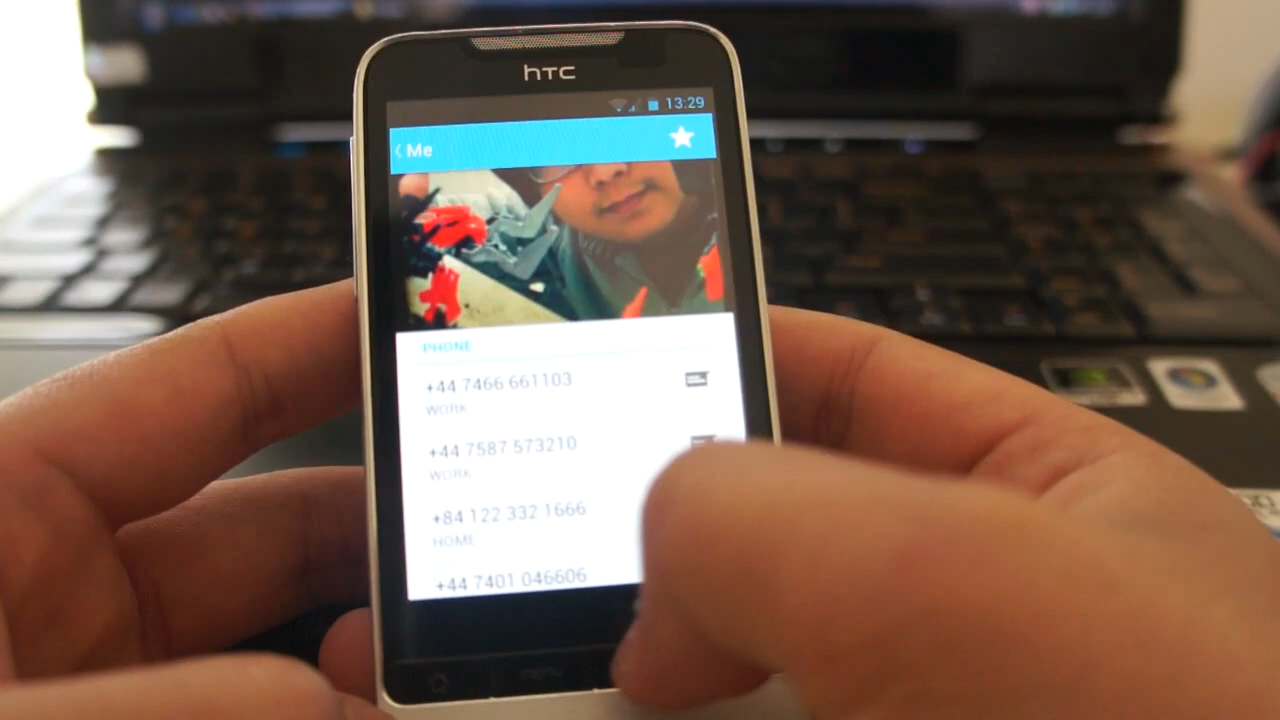 hTC
13:29
Me
PHONE
+44 7466 661103
WORK
+44 7587 573210
WORK
+84 122 332 1666
HOME
+44 7401 046606
MENU